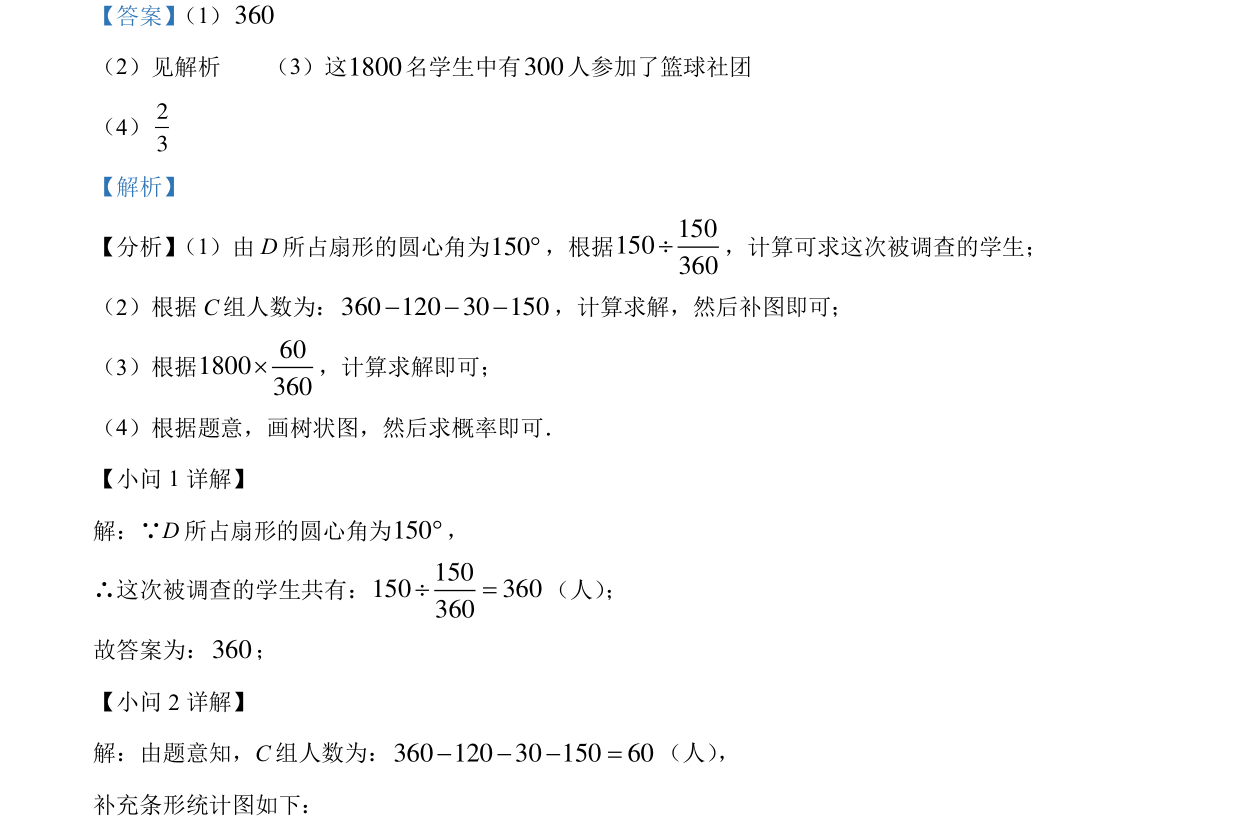 【答案】（1）360
（2）见解析 （3）这1800名学生中有300人参加了篮球社团
（4）2/3
【解析】
【分析】（1）由 D 所占扇形的圆心角为150°，根据150÷150/360，计算可求这次被调查的学生；
（2）根据 C 组人数为：360−120−30−150，计算求解，然后补图即可；
（3）根据1800×60/360，计算求解即可；
（4）根据题意，画树状图，然后求概率即可．
【小问 1 详解】
解：∵D 所占扇形的圆心角为150°，
∴这次被调查的学生共有：150÷150/360=360（人）；
故答案为：360；
【小问 2 详解】
解：由题意知，C 组人数为：360−120−30−150=60（人），
补充条形统计图如下：